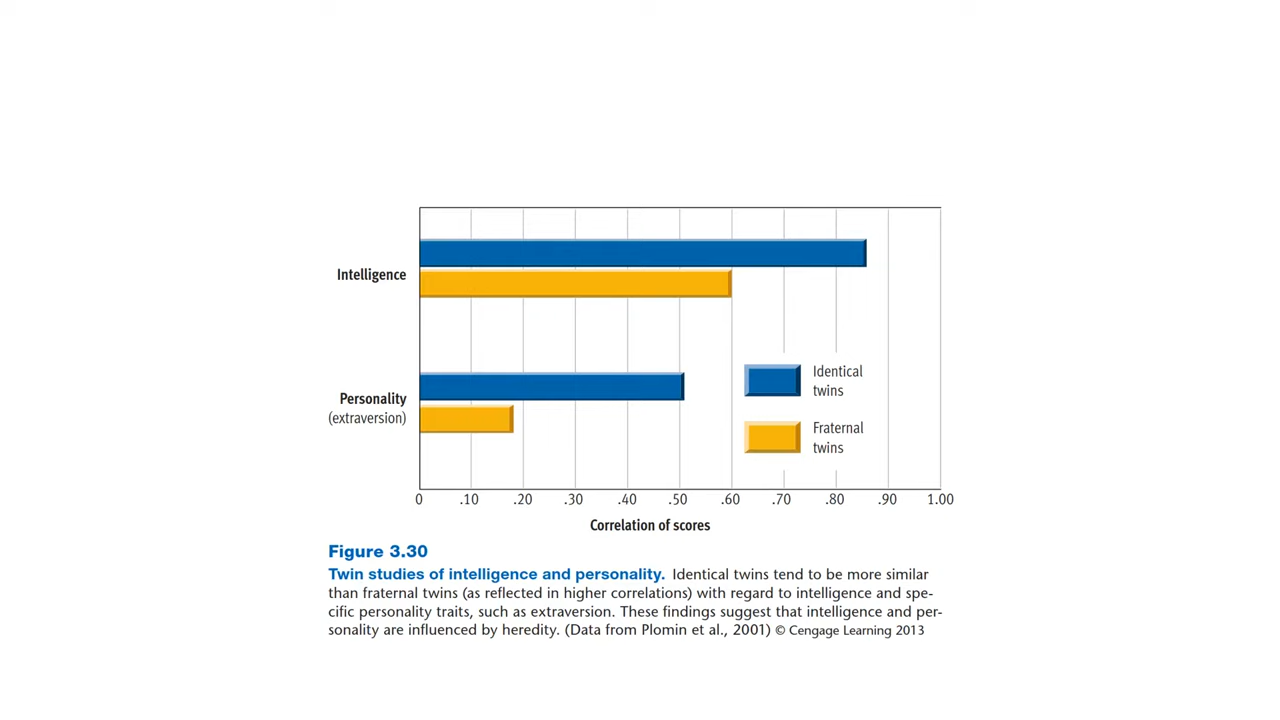 Intelligence
Personality
(extraversion)
Identical
twins
Fraternal
twins
0 .10 .20 .30 .40 .50 .60 .70 .80 .90 1.00
Correlation of scores
Figure 3.30
Twin studies of intelligence and personality. Identical twins tend to be more similar
than fraternal twins (as reflected in higher correlations) with regard to intelligence and spe-
cific personality traits, such as extraversion. These findings suggest that intelligence and per-
sonality are influenced by heredity. (Data from Plomin et al., 2001) © Cengage Learning 2013